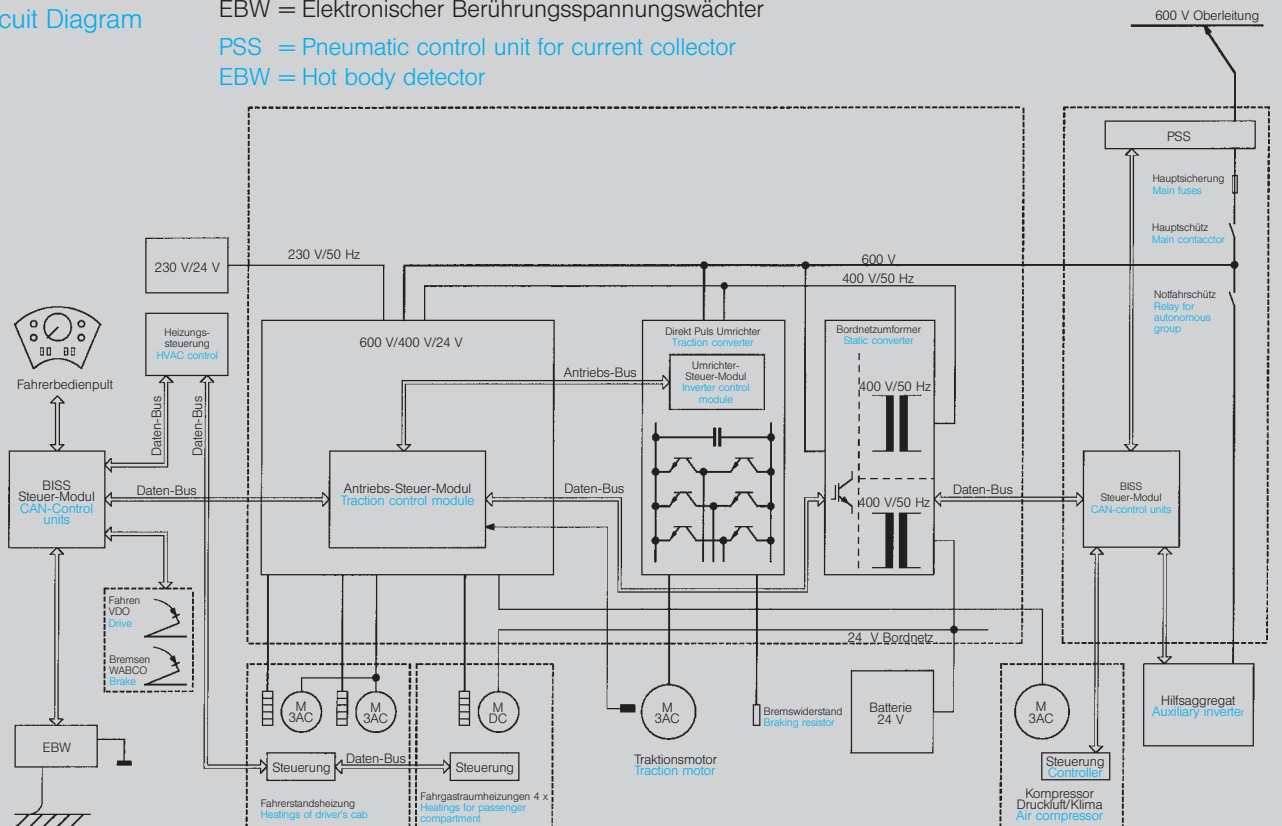 cuit Diagram
EBW = Elektronischer Berührungsspannungswächter
PSS = Pneumatic control unit for current collector
EBW = Hot body detector
600 V Oberleitung
PSS
Hauptsicherung
Main fuses
Hauptschütz
Main contacctor
Notfahrschütz
Relay for
autonomous
group
230 V/24 V
230 V/50 Hz
600 V
400 V/50 Hz
Fahrerbedienpult
Heizungs-
steuerung
HVAC control
600 V/400 V/24 V
Direkt Puls Umrichter
Traction converter
Umrichter-
Steuer-Modul
Inverter control
module
Bordnetzumformer
Static converter
400 V/50 Hz
400 V/50 Hz
Antriebs-Bus
Daten-Bus
Daten-Bus
BISS
Steuer-Modul
CAN-Control
units
Daten-Bus
Antriebs-Steuer-Modul
Traction control module
Daten-Bus
Daten-Bus
BISS
Steuer-Modul
CAN-control units
Fahren
VDO
Drive
Bremsen
WABCO
Brake
24 V Bordnetz
EBW
M
3AC
M
3AC
M
DC
M
3AC
Traktionsmotor
Traction motor
Bremswiderstand
Braking resistor
Batterie
24 V
M
3AC
Hilfsaggregat
Auxiliary inverter
Steuerung
Daten-Bus
Steuerung
Fahrerstandsheizung
Heatings of driver's cab
Fahrgastraumheizungen 4 x
Heatings for passenger
compartment
Steuerung
Controller
Kompressor
Druckluft/Klima
Air compressor